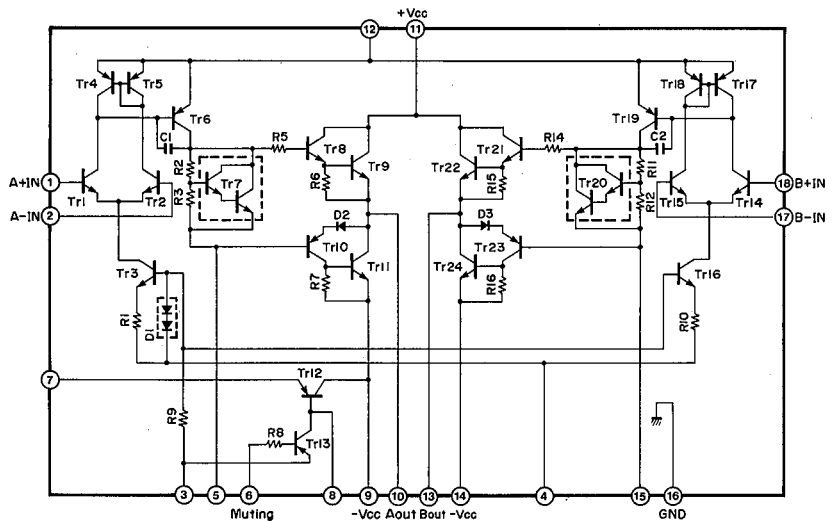 +Vcc
12 11
Tr4 Tr5 Tr18 Tr17
Tr6 Tr19
C1 R5 Tr8 Tr21 R14 C2
R2 Tr9 Tr22 R11
A+IN 1 Tr1 Tr2 R3 Tr7 R6 R15 Tr20 R12 Tr15 Tr14 18 B+IN
A-IN 2 D2 D3 17 B-IN
Tr10 Tr23
Tr3 R7 Tr11 Tr24 R16 Tr16
R1 D1 R10
7 Tr12
R9 R8 Tr13
3 5 6 8 9 10 13 14 4 15 16
Muting -Vcc Aout Bout -Vcc GND